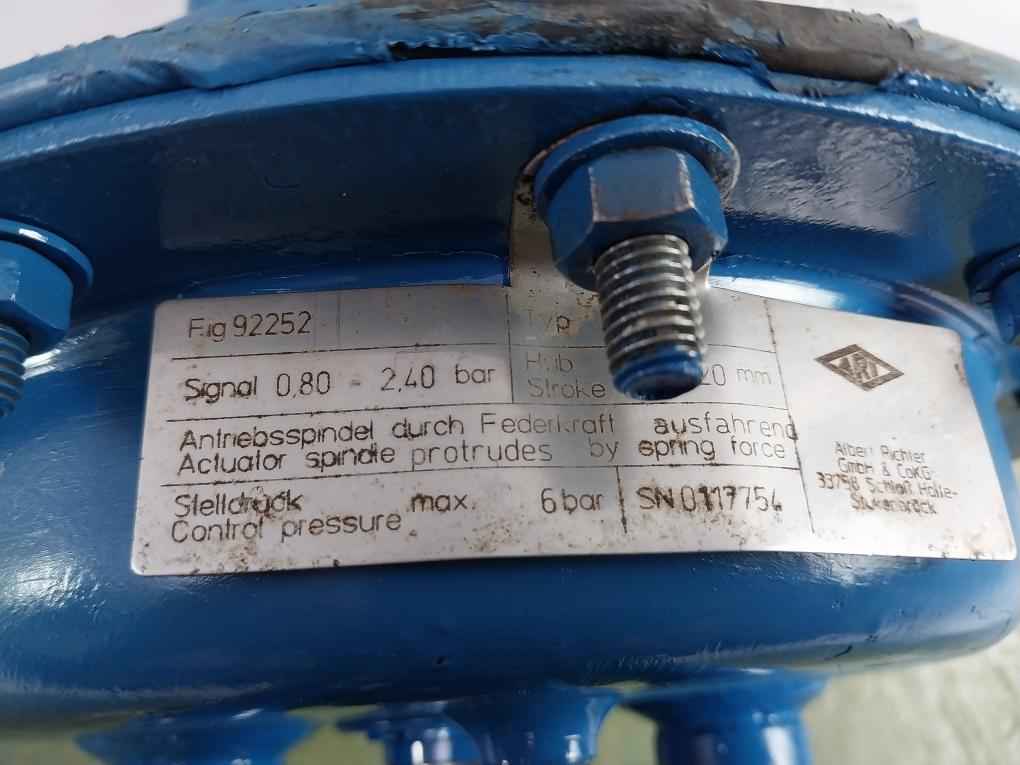 Fig 92252
Typ
Signal 0,80 - 2,40 bar
Hub
Stroke 20 mm
Antriebsspindel durch Federkraft ausfahrend
Actuator spindle protrudes by spring force
Stelldruck max. 6 bar
Control pressure
SN 0117754
ARI
Albert Richter
GmbH & CoKG
33758 Schloß Holte-
Stukenbrock